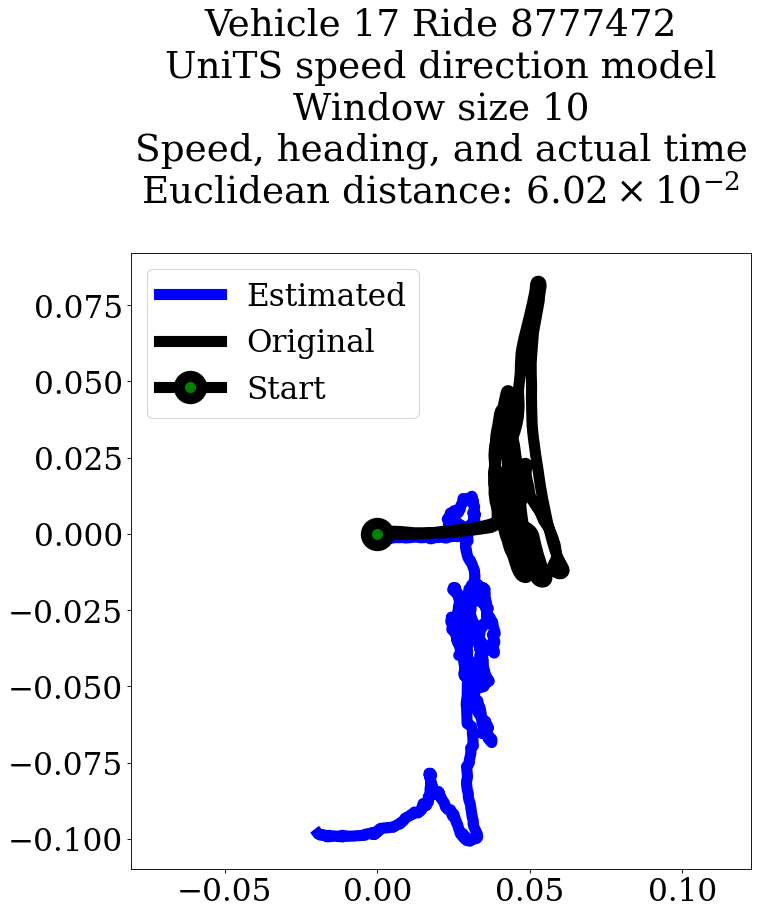 Vehicle 17 Ride 8777472
UniTS speed direction model
Window size 10
Speed, heading, and actual time
Euclidean distance: 6.02 × 10⁻²
Estimated
Original
Start
0.075
0.050
0.025
0.000
−0.025
−0.050
−0.075
−0.100
−0.05 0.00 0.05 0.10